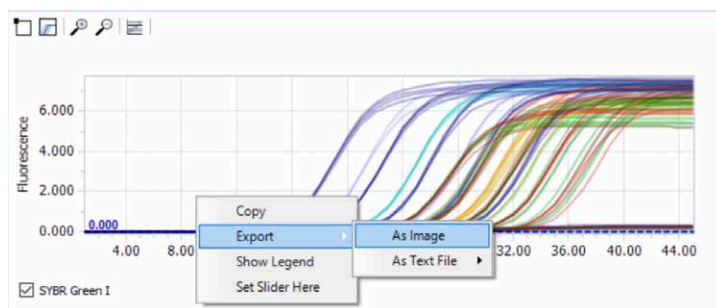 6.000
4.000
2.000
0.000
Fluorescence
0.000
Copy
Export
Show Legend
Set Slider Here
As Image
As Text File
4.00 8.00 32.00 36.00 40.00 44.00
SYBR Green I